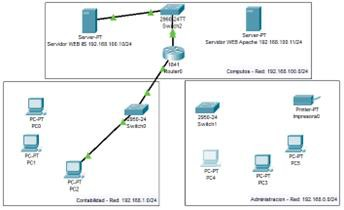 2960-24TT
Switch2
Server-PT
Servidor WEB IIS 192.168.100.10/24
Server-PT
Servidor WEB Apache 192.168.100.11/24
1841
Router0
Computos - Red: 192.168.100.0/24
PC-PT
PC0
2950-24
Switch0
PC-PT
PC1
PC-PT
PC2
Contabilidad - Red: 192.168.1.0/24
2950-24
Switch1
Printer-PT
Impresora0
PC-PT
PC4
PC-PT
PC3
PC-PT
PC5
Administracion - Red: 192.168.0.0/24